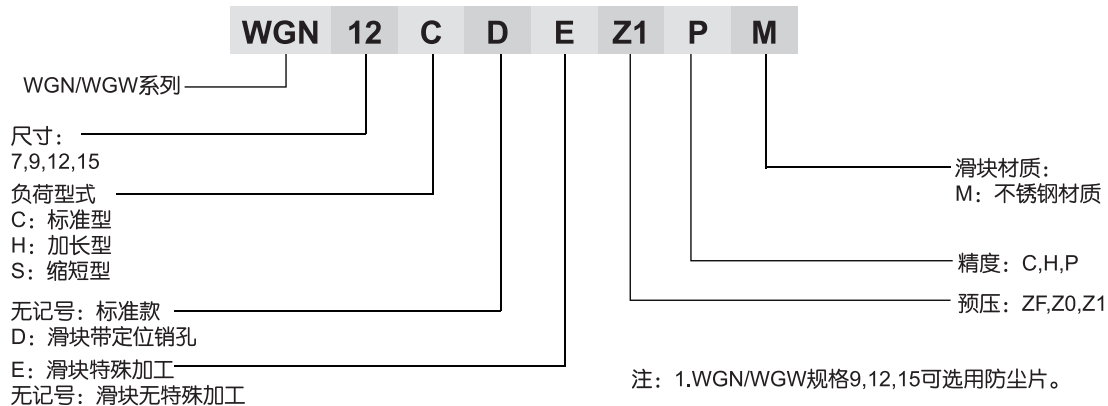 WGN 12 C D E Z1 P M
WGN/WGW系列
尺寸：
7,9,12,15
负荷型式
C：标准型
H：加长型
S：缩短型
无记号：标准款
D：滑块带定位销孔
E：滑块特殊加工
无记号：滑块无特殊加工
滑块材质：
M：不锈钢材质
精度：C,H,P
预压：ZF,Z0,Z1
注：1.WGN/WGW规格9,12,15可选用防尘片。